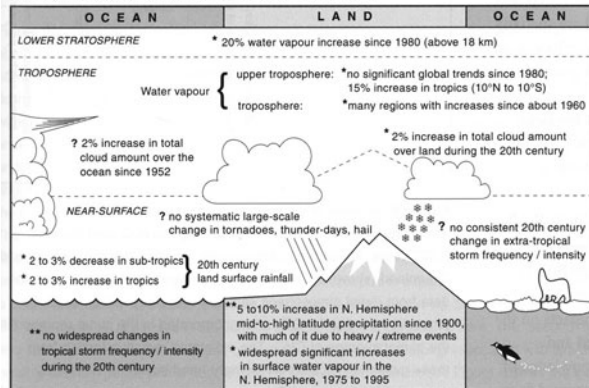 OCEAN
LAND
OCEAN
LOWER STRATOSPHERE
* 20% water vapour increase since 1980 (above 18 km)
TROPOSPHERE
Water vapour
upper troposphere: *no significant global trends since 1980;
15% increase in tropics (10°N to 10°S)
troposphere: *many regions with increases since about 1960
? 2% increase in total
cloud amount over the
ocean since 1952
* 2% increase in total cloud amount
over land during the 20th century
NEAR-SURFACE
? no systematic large-scale
change in tornadoes, thunder-days, hail
? no consistent 20th century
change in extra-tropical
storm frequency / intensity
* 2 to 3% decrease in sub-tropics
* 2 to 3% increase in tropics
20th century
land surface rainfall
** no widespread changes in
tropical storm frequency / intensity
during the 20th century
** 5 to10% increase in N. Hemisphere
mid-to-high latitude precipitation since 1900,
with much of it due to heavy / extreme events
* widespread significant increases
in surface water vapour in
the N. Hemisphere, 1975 to 1995